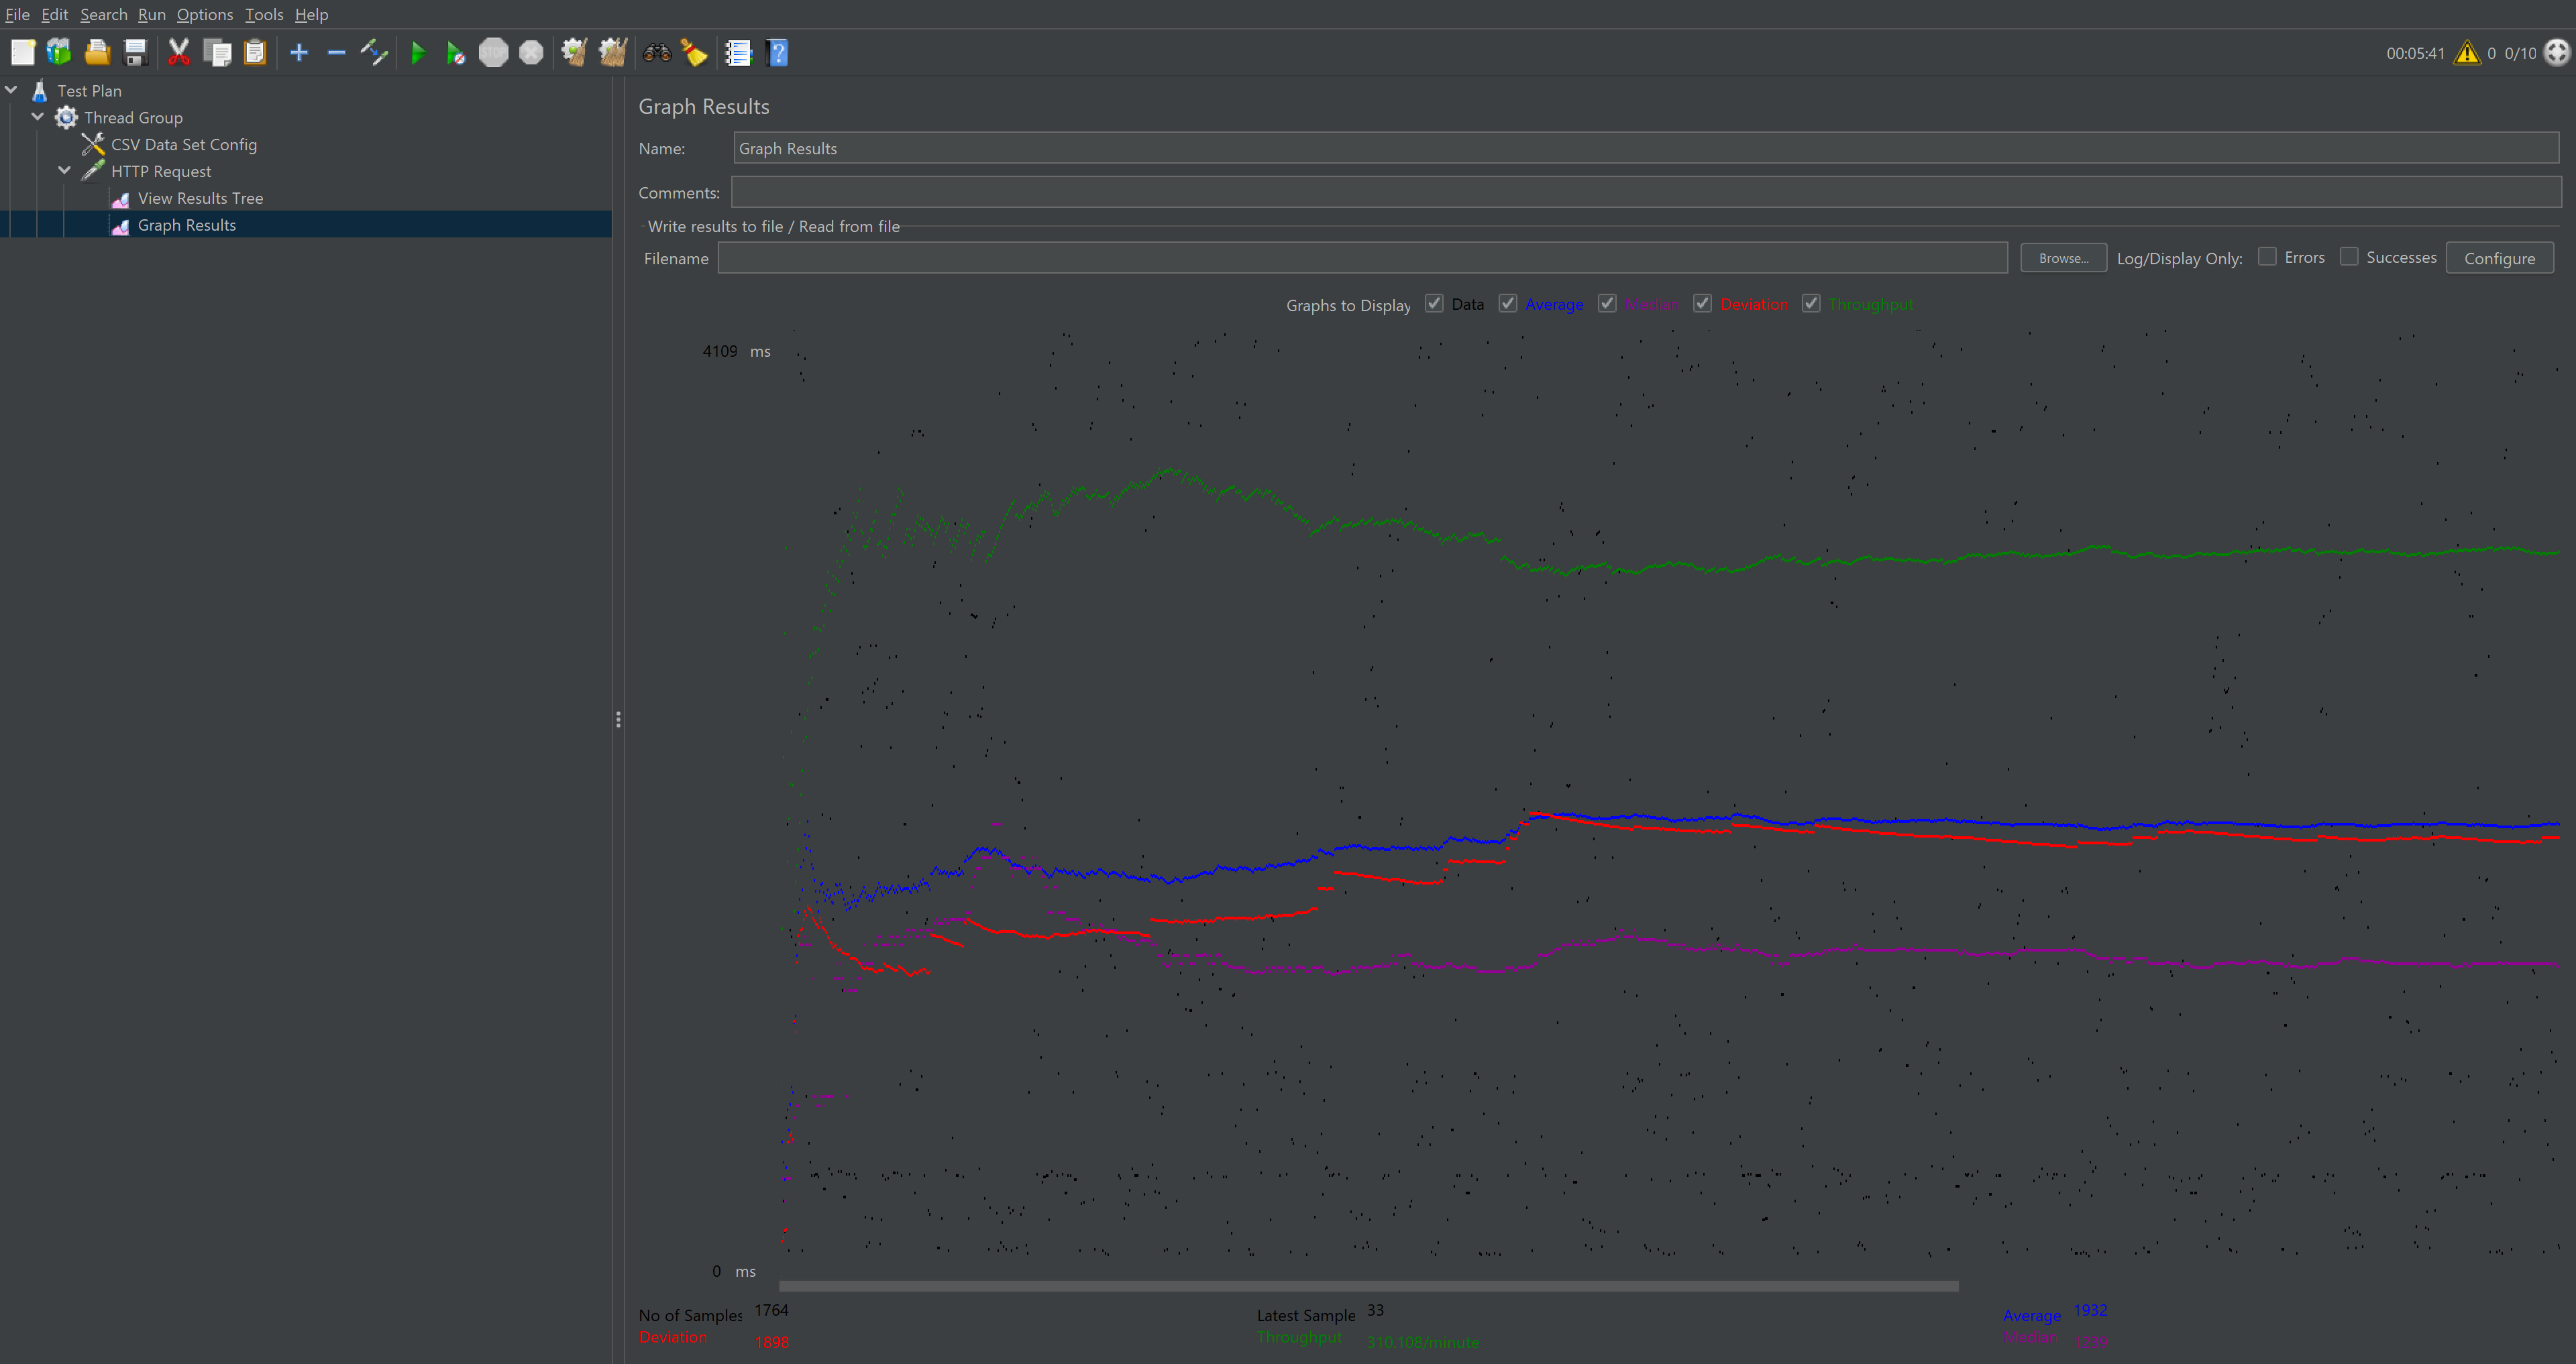 File Edit Search Run Options Tools Help
00:05:41 0 0/10
Test Plan
Thread Group
CSV Data Set Config
HTTP Request
View Results Tree
Graph Results
Graph Results
Name: Graph Results
Comments:
Write results to file / Read from file
Filename Browse... Log/Display Only: Errors Successes Configure
Graphs to Display Data Average Median Deviation Throughput
4109 ms
0 ms
No of Samples 1764 Latest Sample 33 Average 1932
Deviation 1898 Throughput 310.108/minute Median